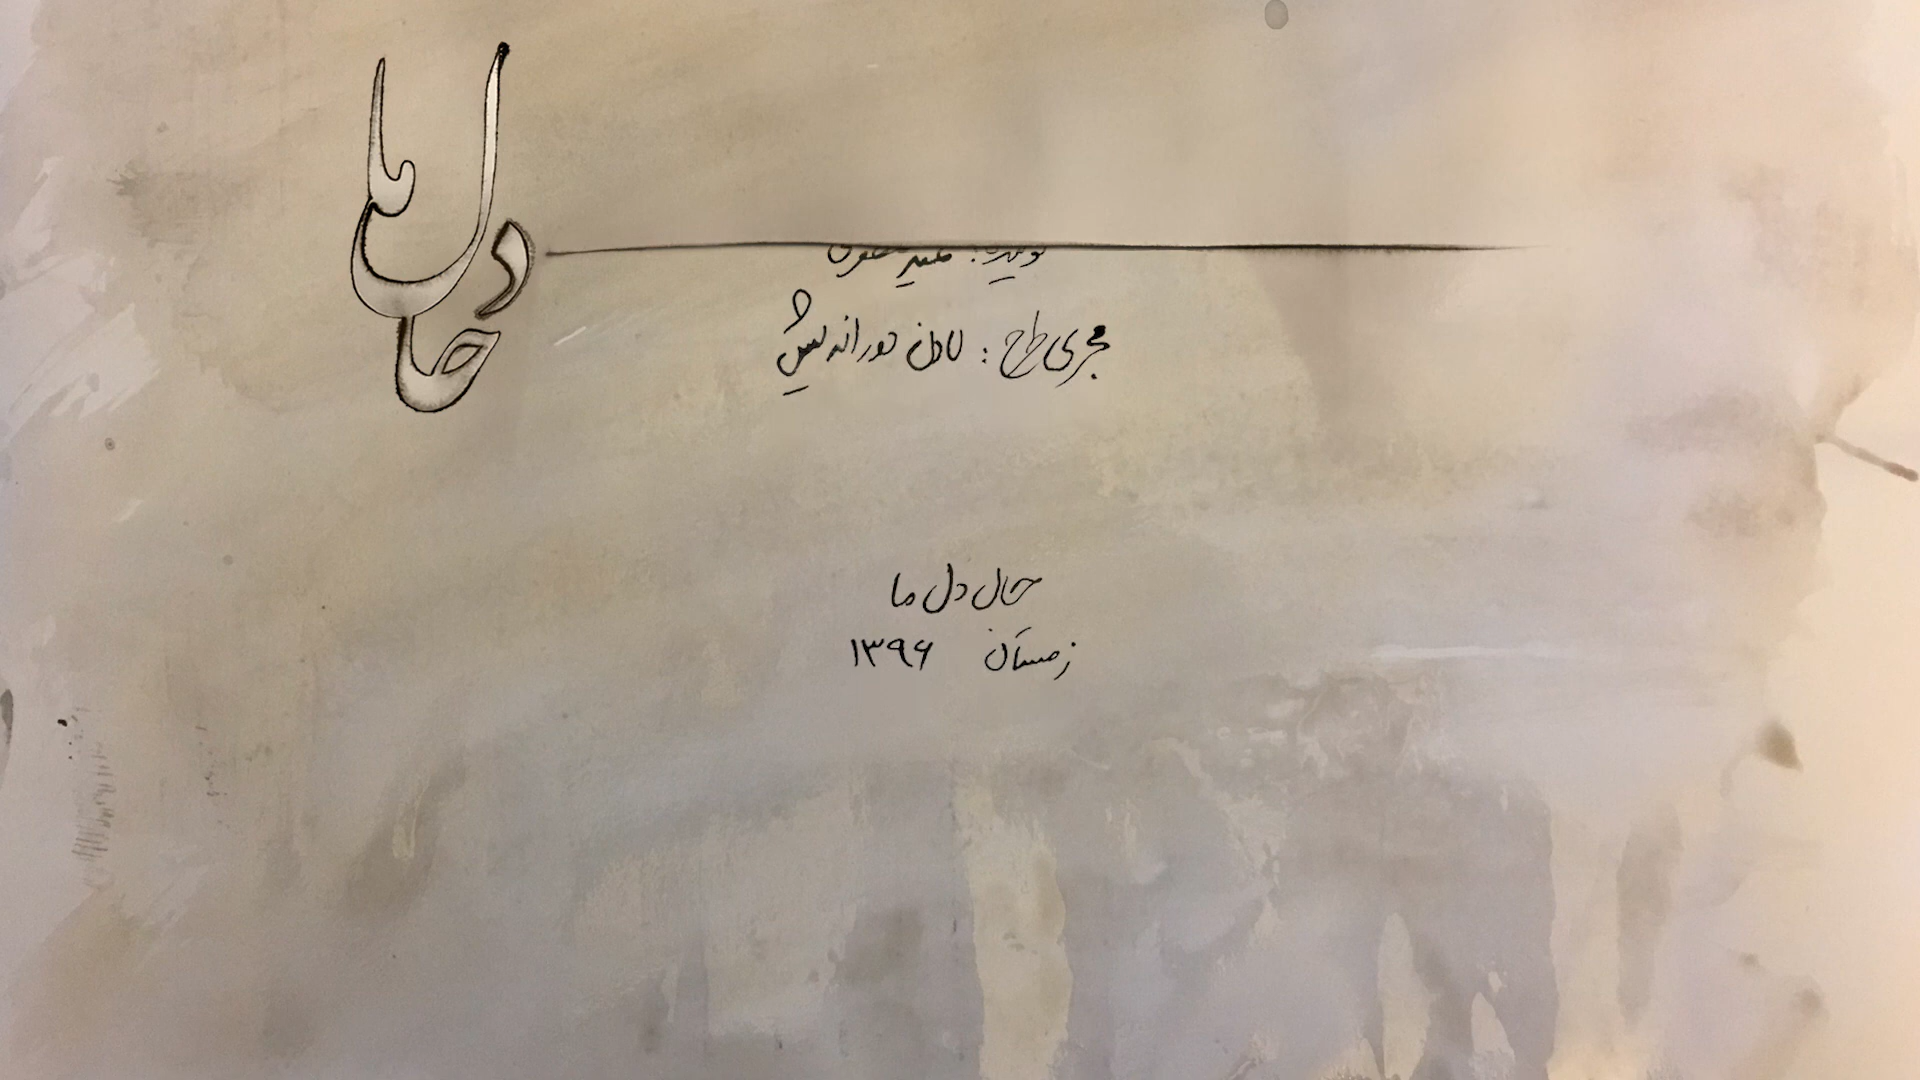 حال دل ما
مجری طرح : لادن دوراندیش
حال دل ما
زمستان ۱۳۹۶